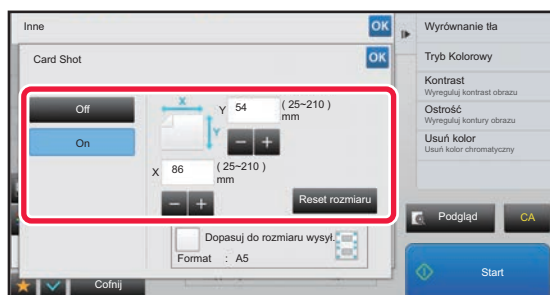 Inne
OK
Card Shot
OK
Off
On
X
Y
Y 54 ( 25~210 )
mm
X 86 ( 25~210 )
mm
Reset rozmiaru
Dopasuj do rozmiaru wysył.
Format : A5
Cofnij
Wyrównanie tła
Tryb Kolorowy
Kontrast
Wyreguluj kontrast obrazu
Ostrość
Wyreguluj kontury obrazu
Usuń kolor
Usuń kolor chromatyczny
Podgląd
CA
Start